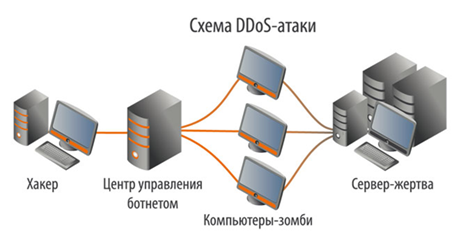 Схема DDoS-атаки
Хакер
Центр управления
ботнетом
Компьютеры-зомби
Сервер-жертва